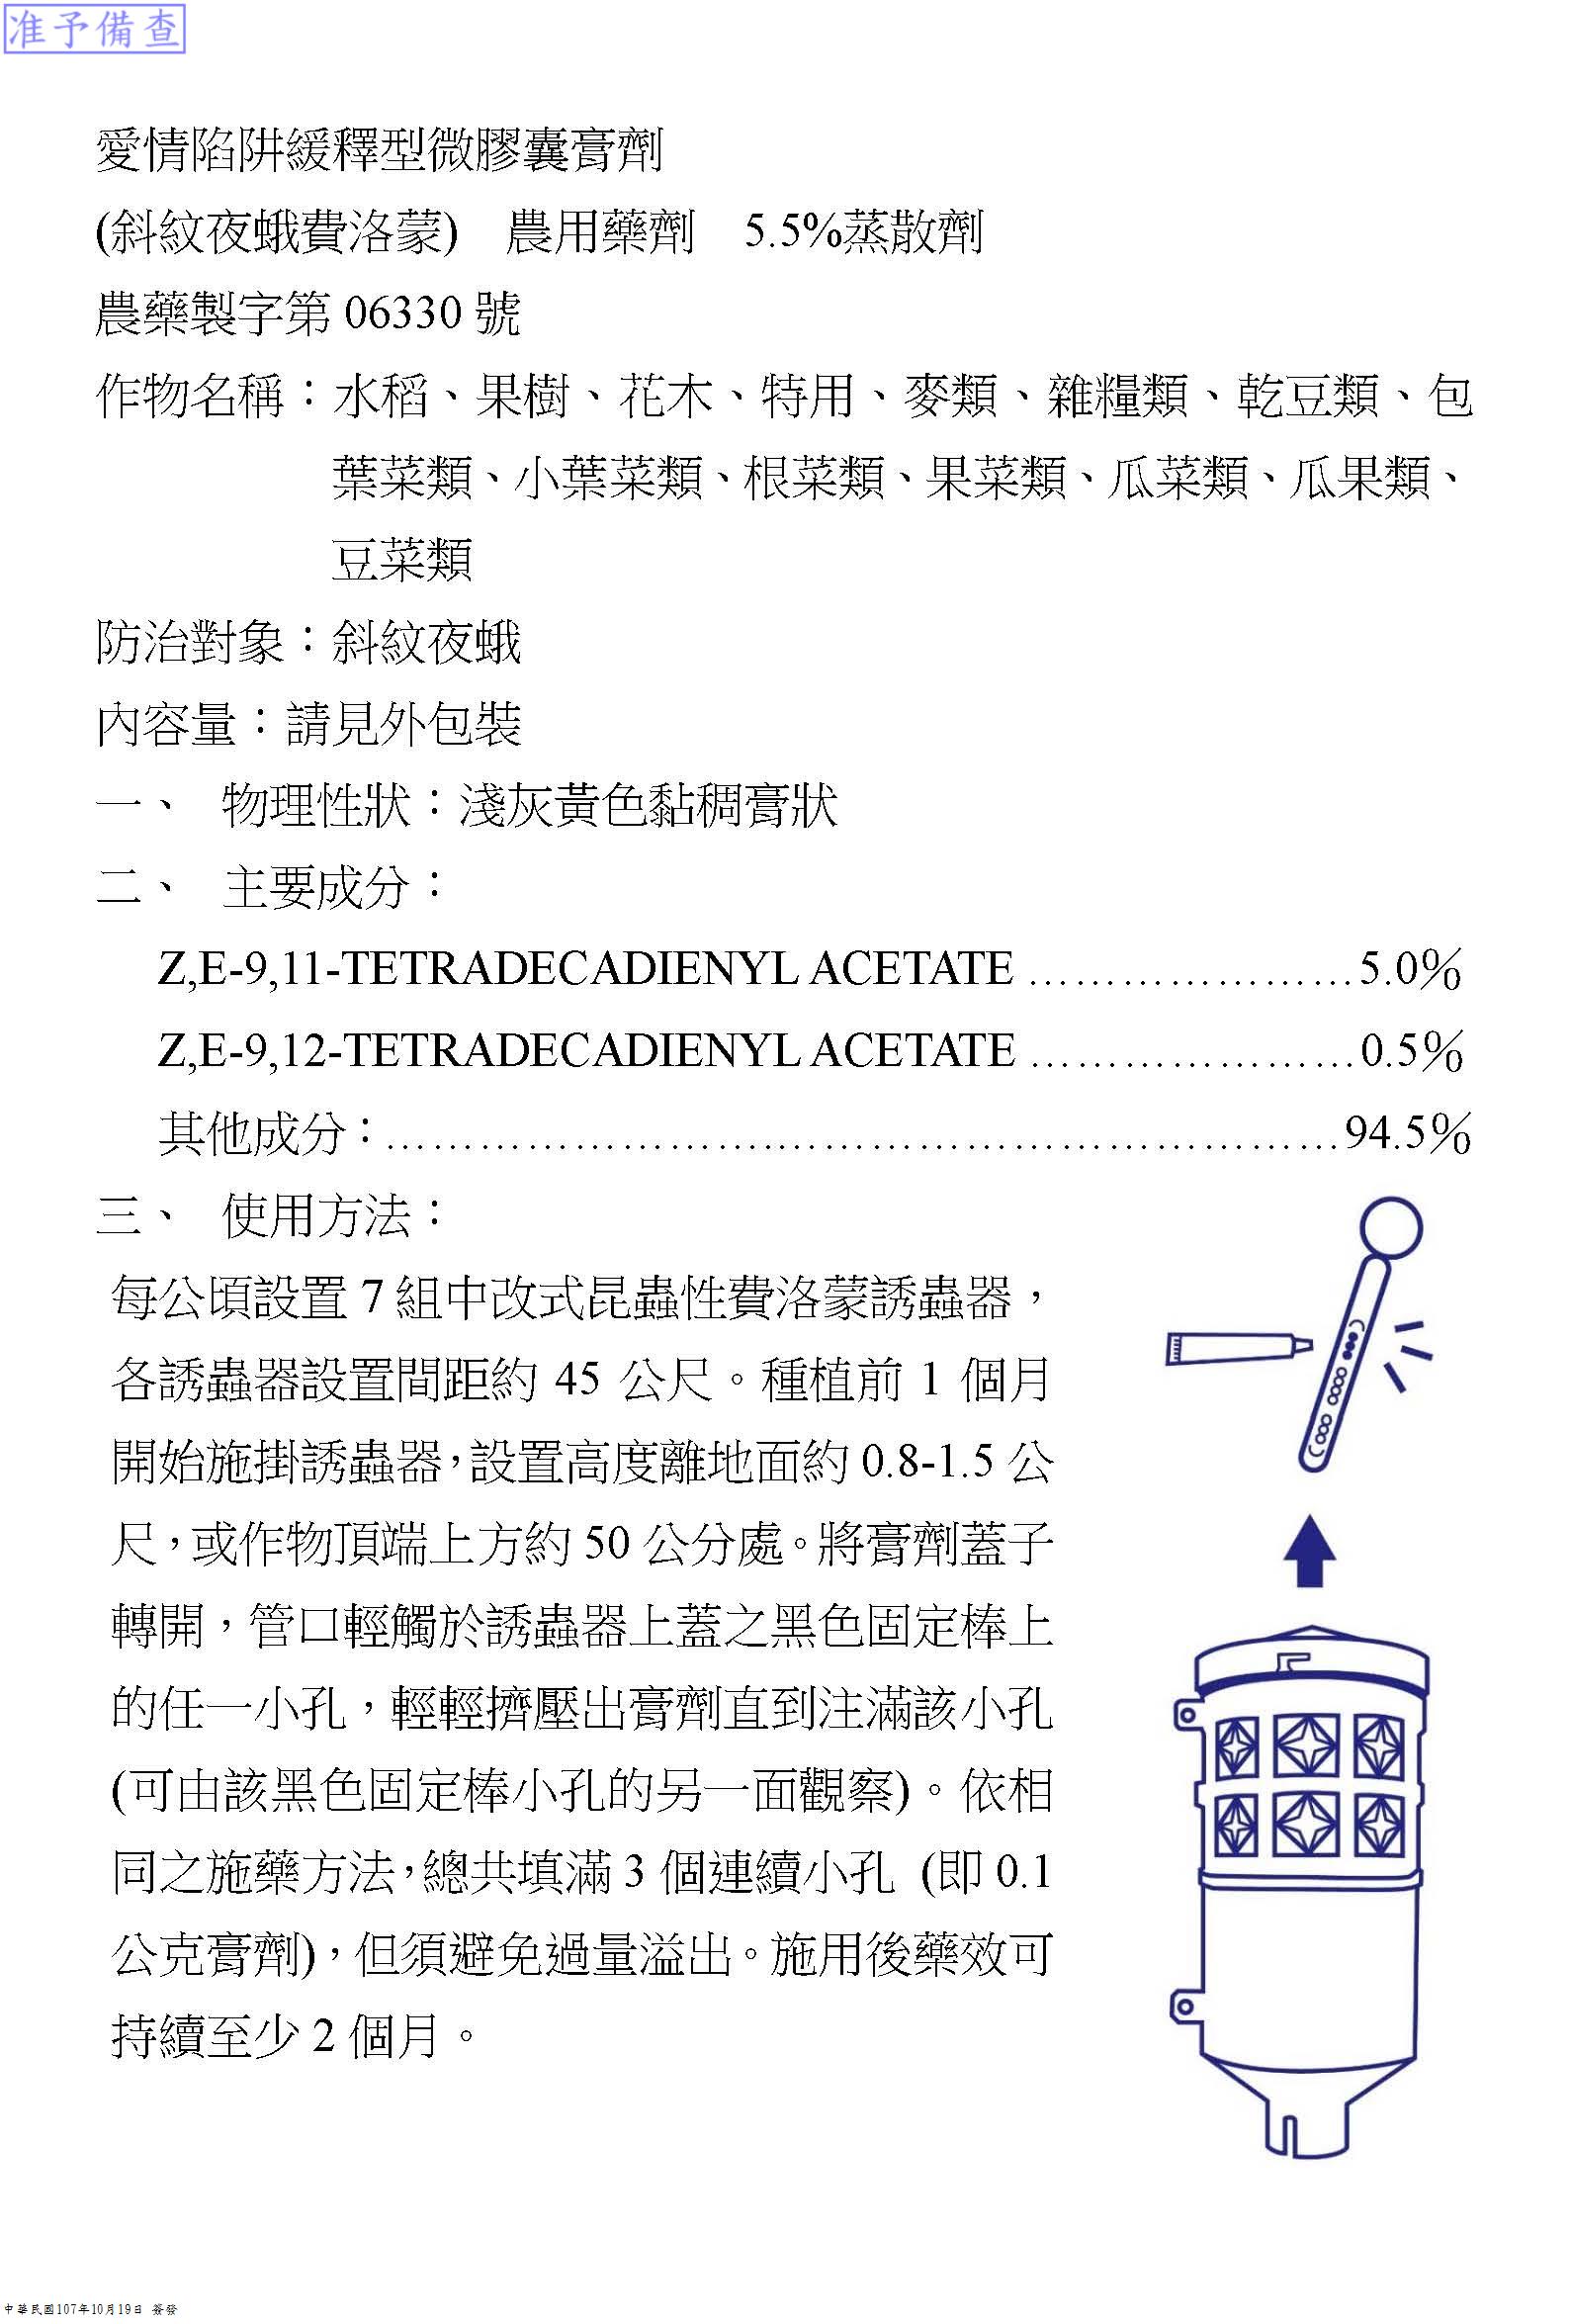 准予備查
愛情陷阱緩釋型微膠囊膏劑
(斜紋夜蛾費洛蒙) 農用藥劑 5.5%蒸散劑
農藥製字第 06330 號
作物名稱：水稻、果樹、花木、特用、麥類、雜糧類、乾豆類、包
葉菜類、小葉菜類、根菜類、果菜類、瓜菜類、瓜果類、
豆菜類
防治對象：斜紋夜蛾
內容量：請見外包裝
一、 物理性狀：淺灰黃色黏稠膏狀
二、 主要成分：
Z,E-9,11-TETRADECADIENYL ACETATE …………………5.0%
Z,E-9,12-TETRADECADIENYL ACETATE …………………0.5%
其他成分：……………………………………………………94.5%
三、 使用方法：
每公頃設置 7 組中改式昆蟲性費洛蒙誘蟲器，
各誘蟲器設置間距約 45 公尺。種植前 1 個月
開始施掛誘蟲器，設置高度離地面約 0.8-1.5 公
尺，或作物頂端上方約 50 公分處。將膏劑蓋子
轉開，管口輕觸於誘蟲器上蓋之黑色固定棒上
的任一小孔，輕輕擠壓出膏劑直到注滿該小孔
(可由該黑色固定棒小孔的另一面觀察)。依相
同之施藥方法，總共填滿 3 個連續小孔 (即 0.1
公克膏劑)，但須避免過量溢出。施用後藥效可
持續至少 2 個月。
中華民國107年10月19日 簽發